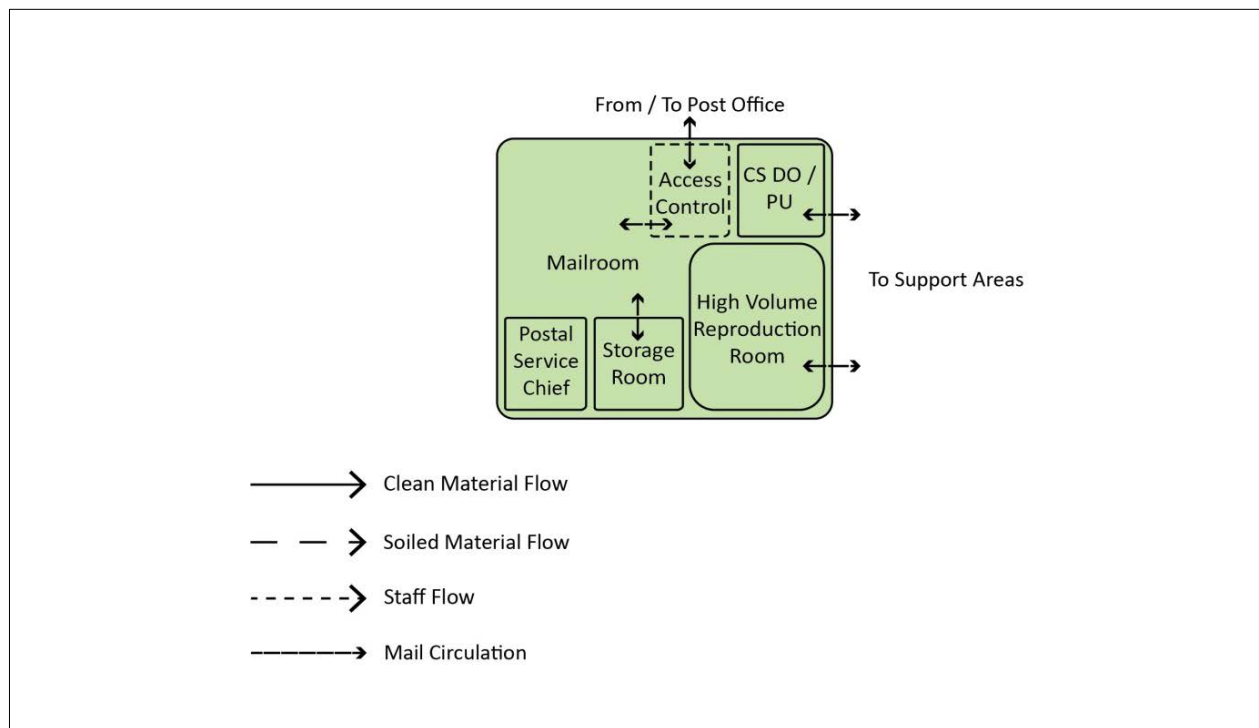 From / To Post Office
Access
Control
CS DO /
PU
Mailroom
To Support Areas
High Volume
Reproduction
Room
Postal
Service
Chief
Storage
Room
Clean Material Flow
Soiled Material Flow
Staff Flow
Mail Circulation